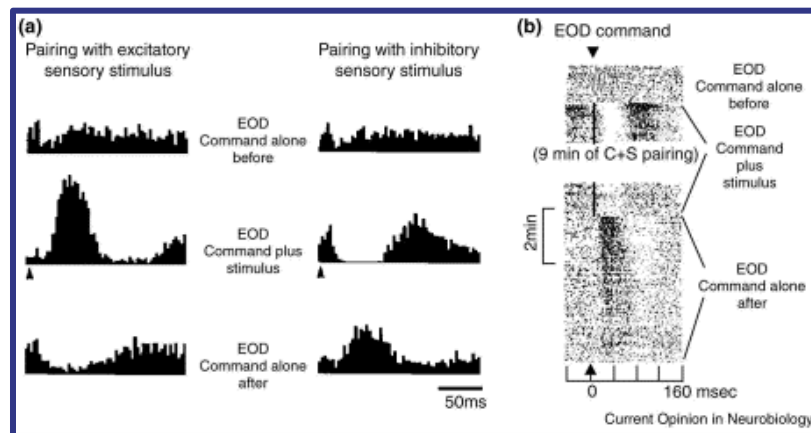 (a)
Pairing with excitatory
sensory stimulus
Pairing with inhibitory
sensory stimulus
EOD
Command alone
before
EOD
Command plus
stimulus
EOD
Command alone
after
50ms
(b)
EOD command
EOD
Command alone
before
(9 min of C+S pairing)
EOD
Command
plus
stimulus
2min
EOD
Command alone
after
0
160 msec
Current Opinion in Neurobiology